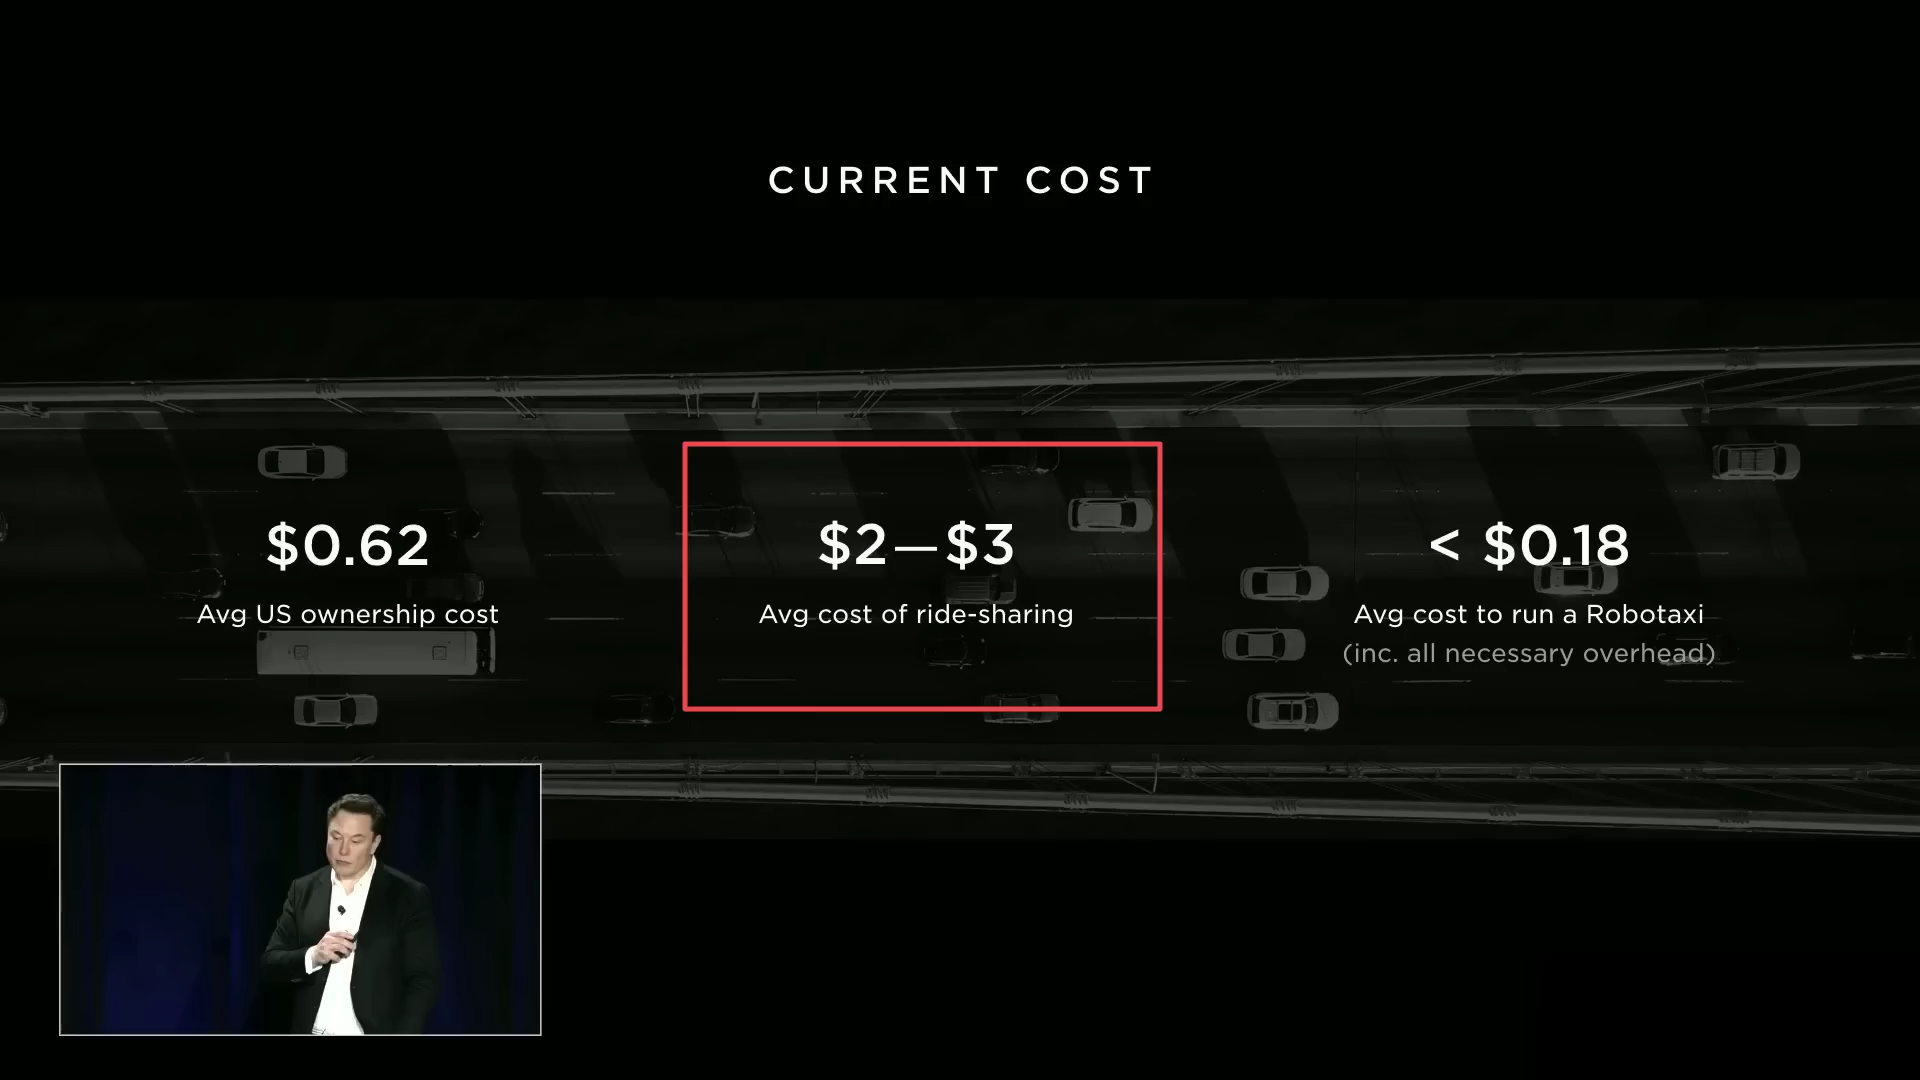 CURRENT COST
$0.62
Avg US ownership cost
$2—$3
Avg cost of ride-sharing
< $0.18
Avg cost to run a Robotaxi
(inc. all necessary overhead)